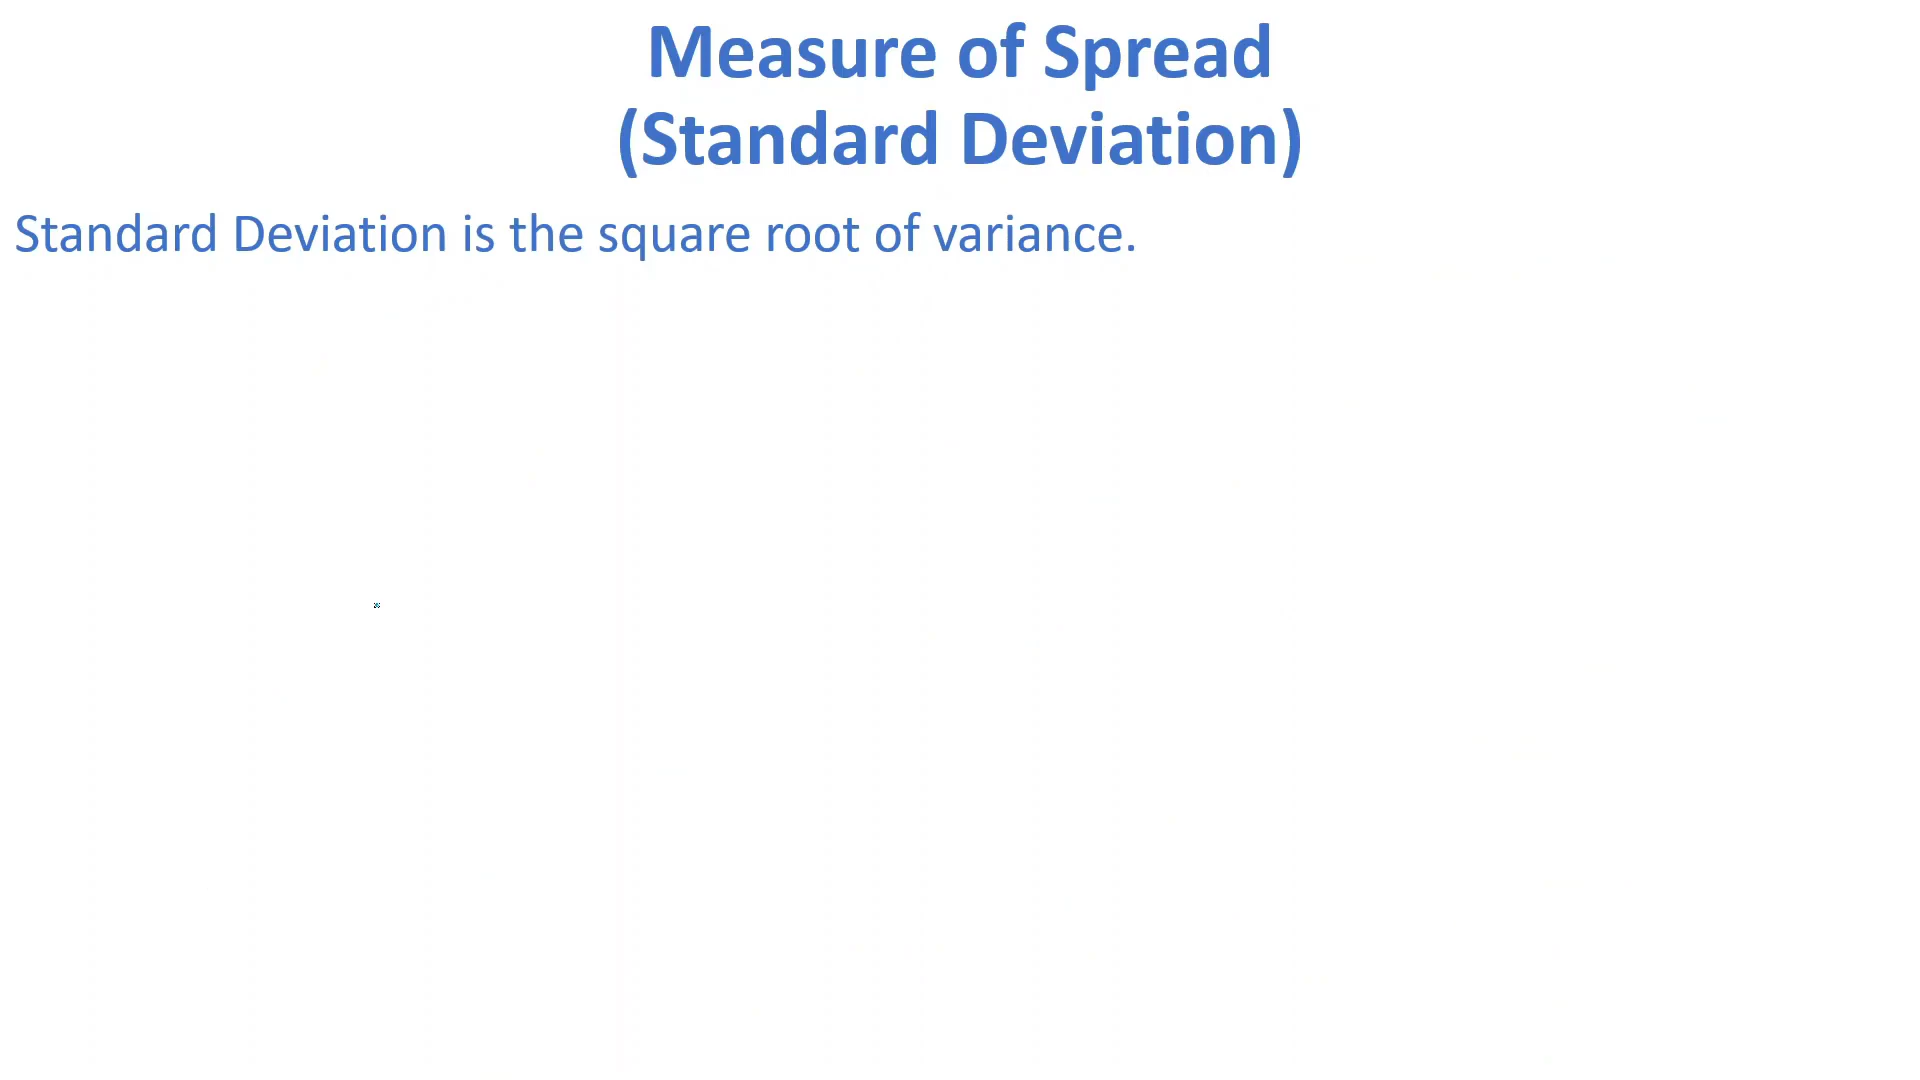 Measure of Spread
(Standard Deviation)
Standard Deviation is the square root of variance.